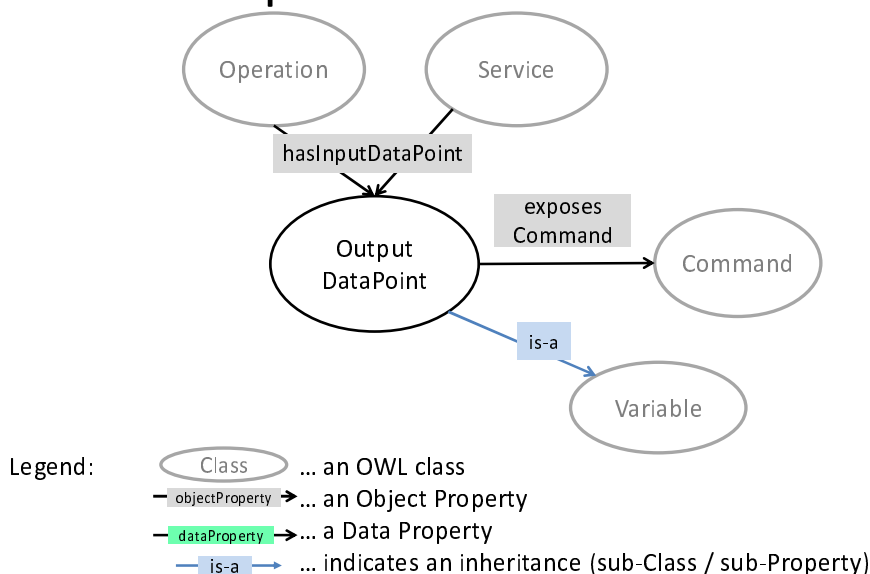 Operation
Service
hasInputDataPoint
exposes
Command
Output
DataPoint
Command
is-a
Variable
Legend:
Class
... an OWL class
objectProperty
... an Object Property
dataProperty
... a Data Property
is-a
... indicates an inheritance (sub-Class / sub-Property)